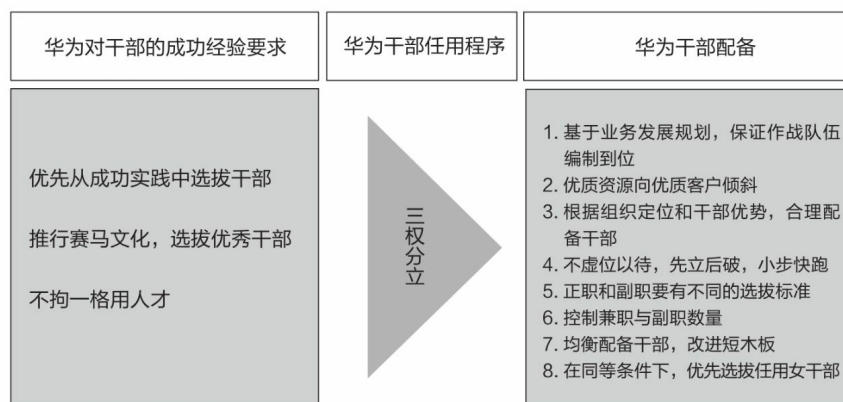 华为对干部的成功经验要求
华为干部任用程序
华为干部配备
优先从成功实践中选拔干部
推行赛马文化，选拔优秀干部
不拘一格用人才
三权分立
1. 基于业务发展规划，保证作战队伍
编制到位
2. 优质资源向优质客户倾斜
3. 根据组织定位和干部优势，合理配
备干部
4. 不虚位以待，先立后破，小步快跑
5. 正职和副职要有不同的选拔标准
6. 控制兼职与副职数量
7. 均衡配备干部，改进短木板
8. 在同等条件下，优先选拔任用女干部